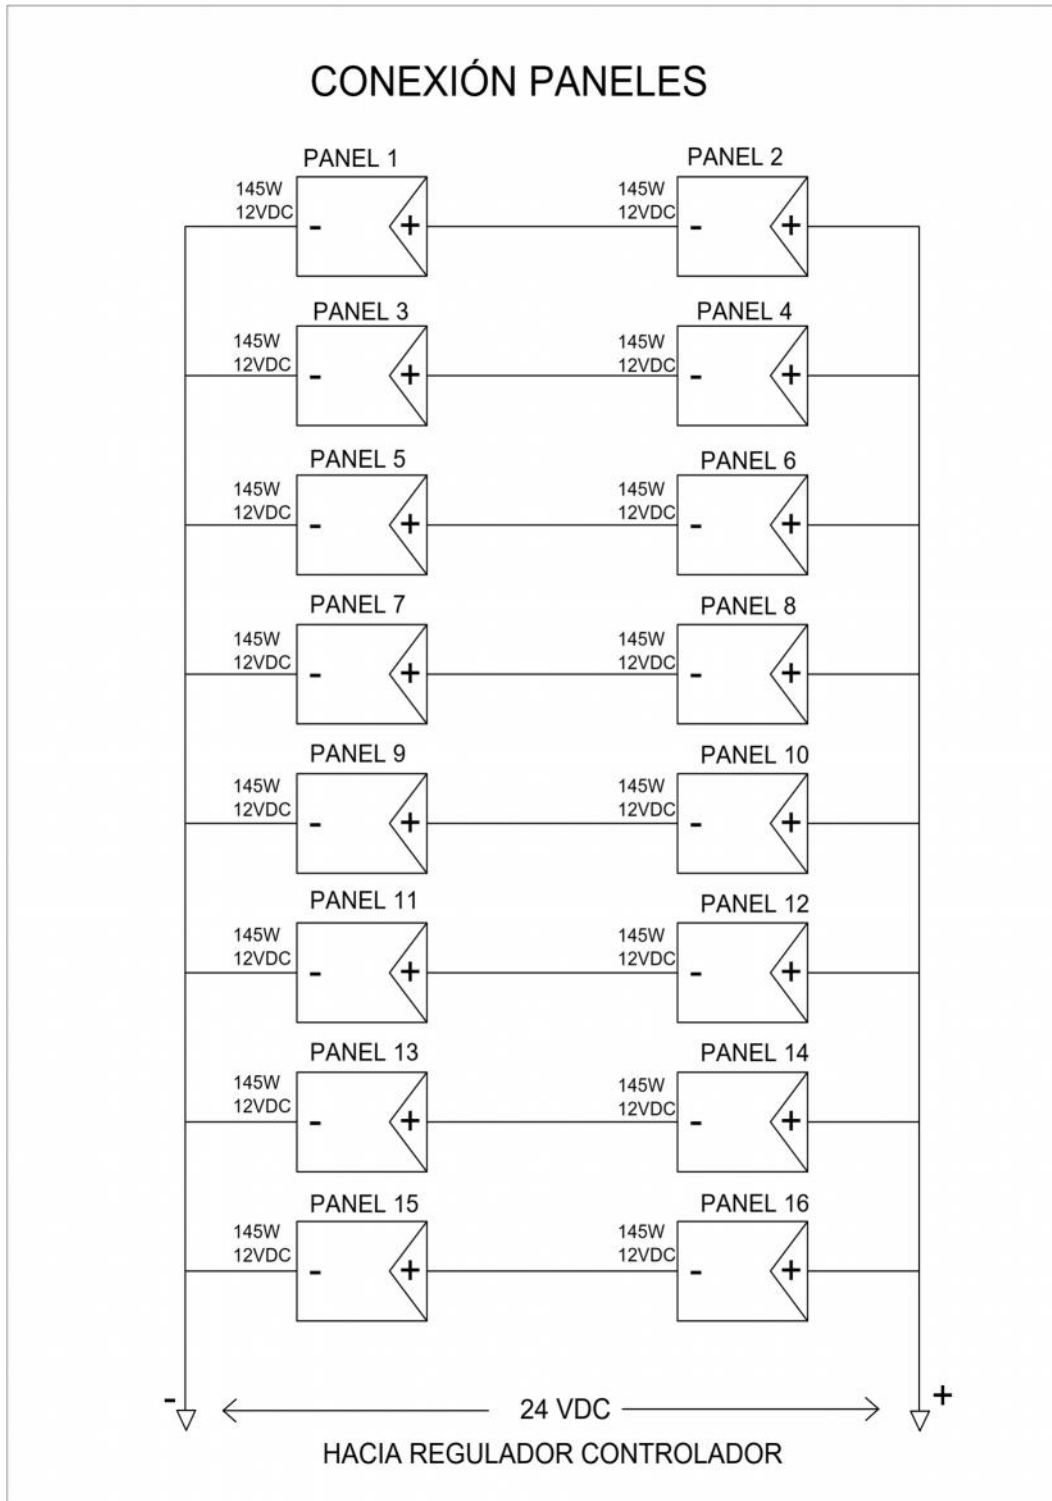 CONEXIÓN PANELES
PANEL 1
PANEL 2
145W
12VDC
-
+
145W
12VDC
-
+
PANEL 3
PANEL 4
145W
12VDC
-
+
145W
12VDC
-
+
PANEL 5
PANEL 6
145W
12VDC
-
+
145W
12VDC
-
+
PANEL 7
PANEL 8
145W
12VDC
-
+
145W
12VDC
-
+
PANEL 9
PANEL 10
145W
12VDC
-
+
145W
12VDC
-
+
PANEL 11
PANEL 12
145W
12VDC
-
+
145W
12VDC
-
+
PANEL 13
PANEL 14
145W
12VDC
-
+
145W
12VDC
-
+
PANEL 15
PANEL 16
145W
12VDC
-
+
145W
12VDC
-
+
-
24 VDC
+
HACIA REGULADOR CONTROLADOR